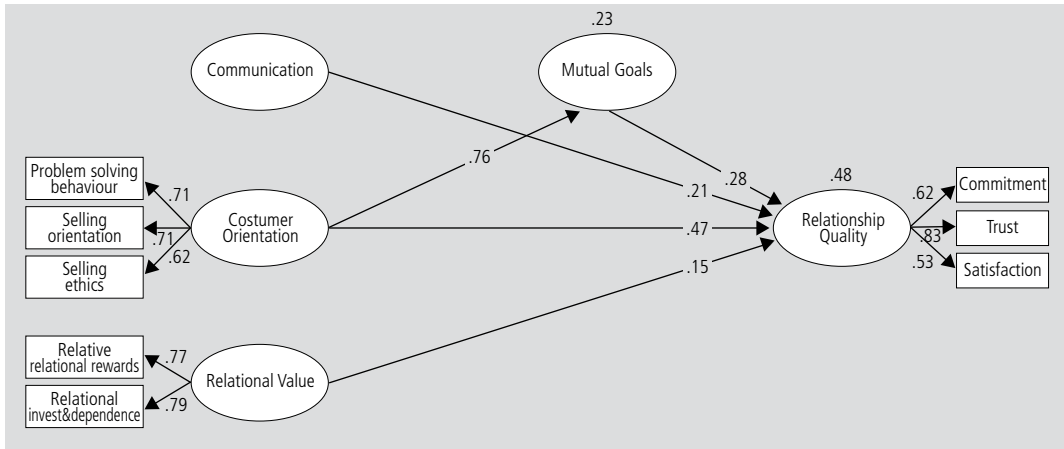 .23
Communication
Mutual Goals
.76
Problem solving
behaviour
.71
.28
.48
Commitment
.62
.21
Selling
orientation
.71
Costumer
Orientation
.47
Relationship
Quality
.83
Trust
Selling
ethics
.62
.53
Satisfaction
.15
Relative
relational rewards
.77
Relational Value
Relational
invest&dependence
.79